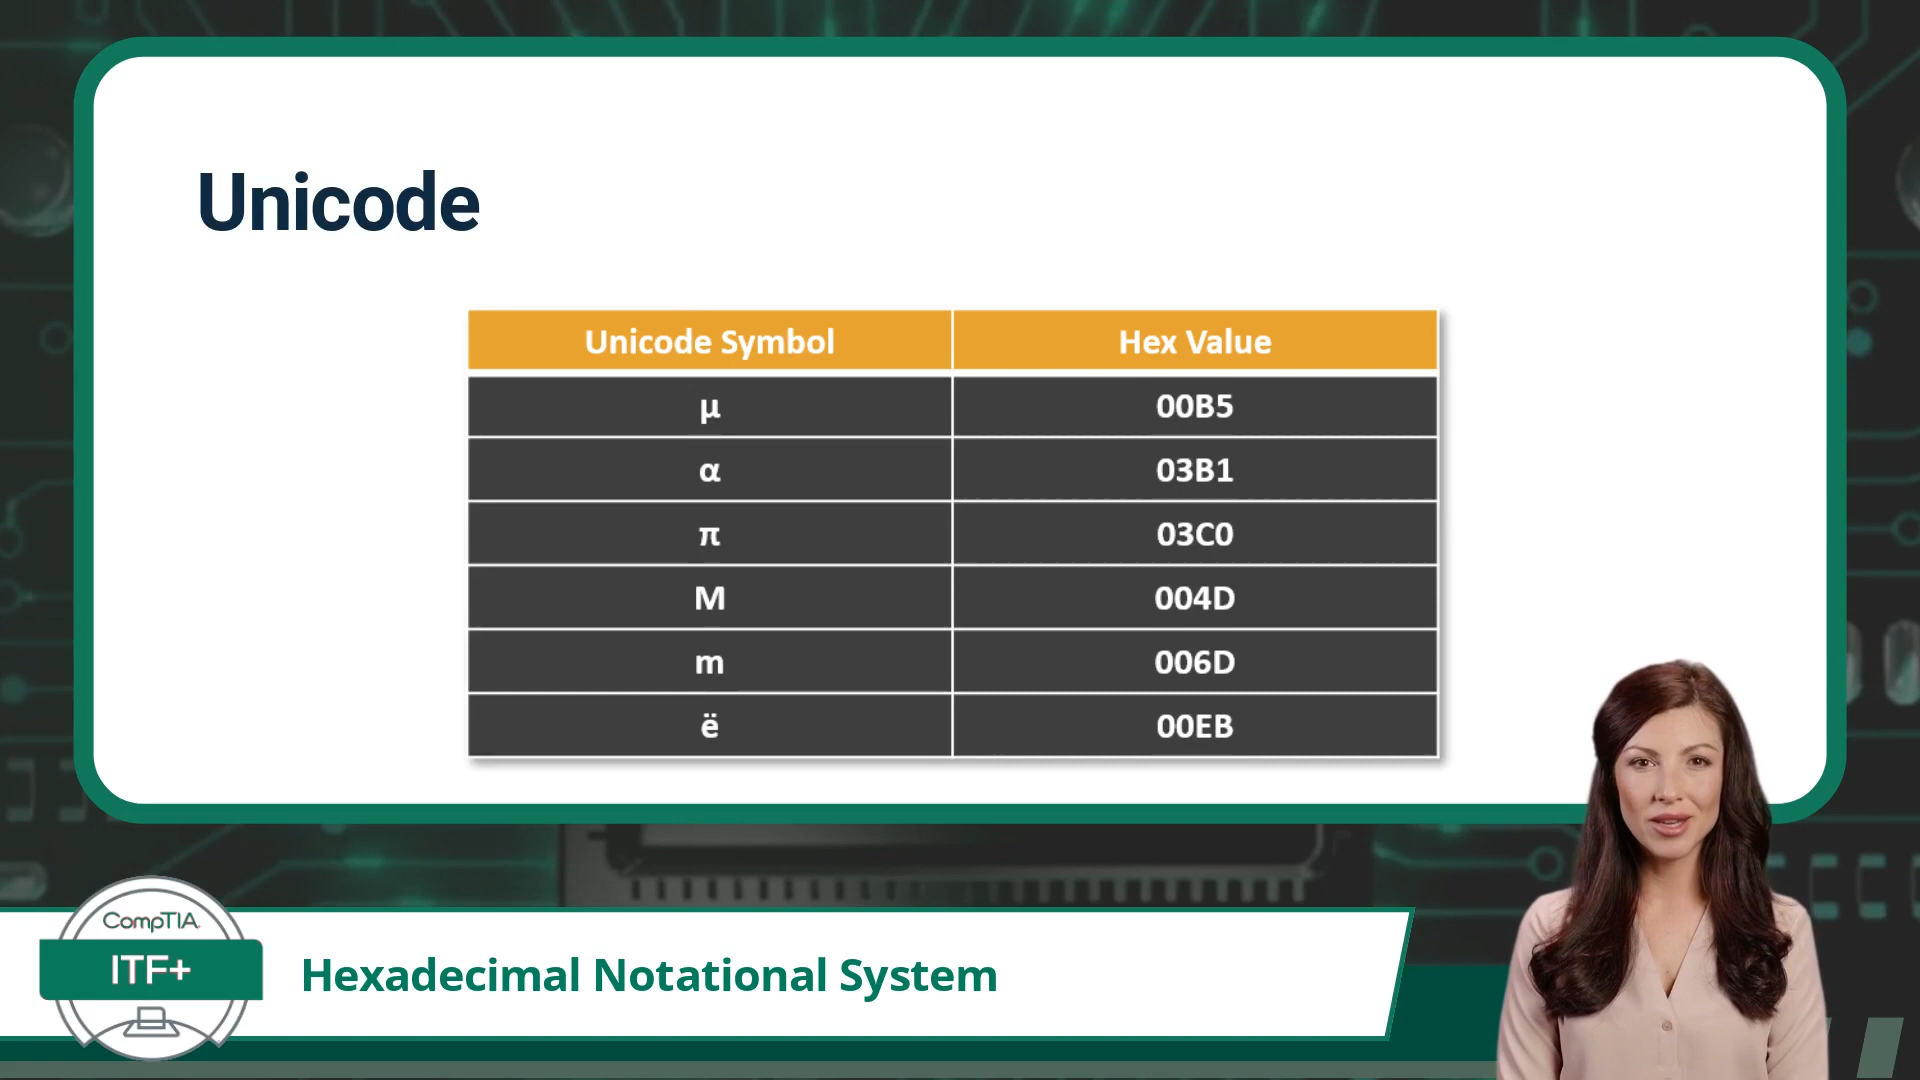 Unicode
Unicode Symbol Hex Value
µ 00B5
α 03B1
π 03C0
M 004D
m 006D
ë 00EB
CompTIA
ITF+
Hexadecimal Notational System